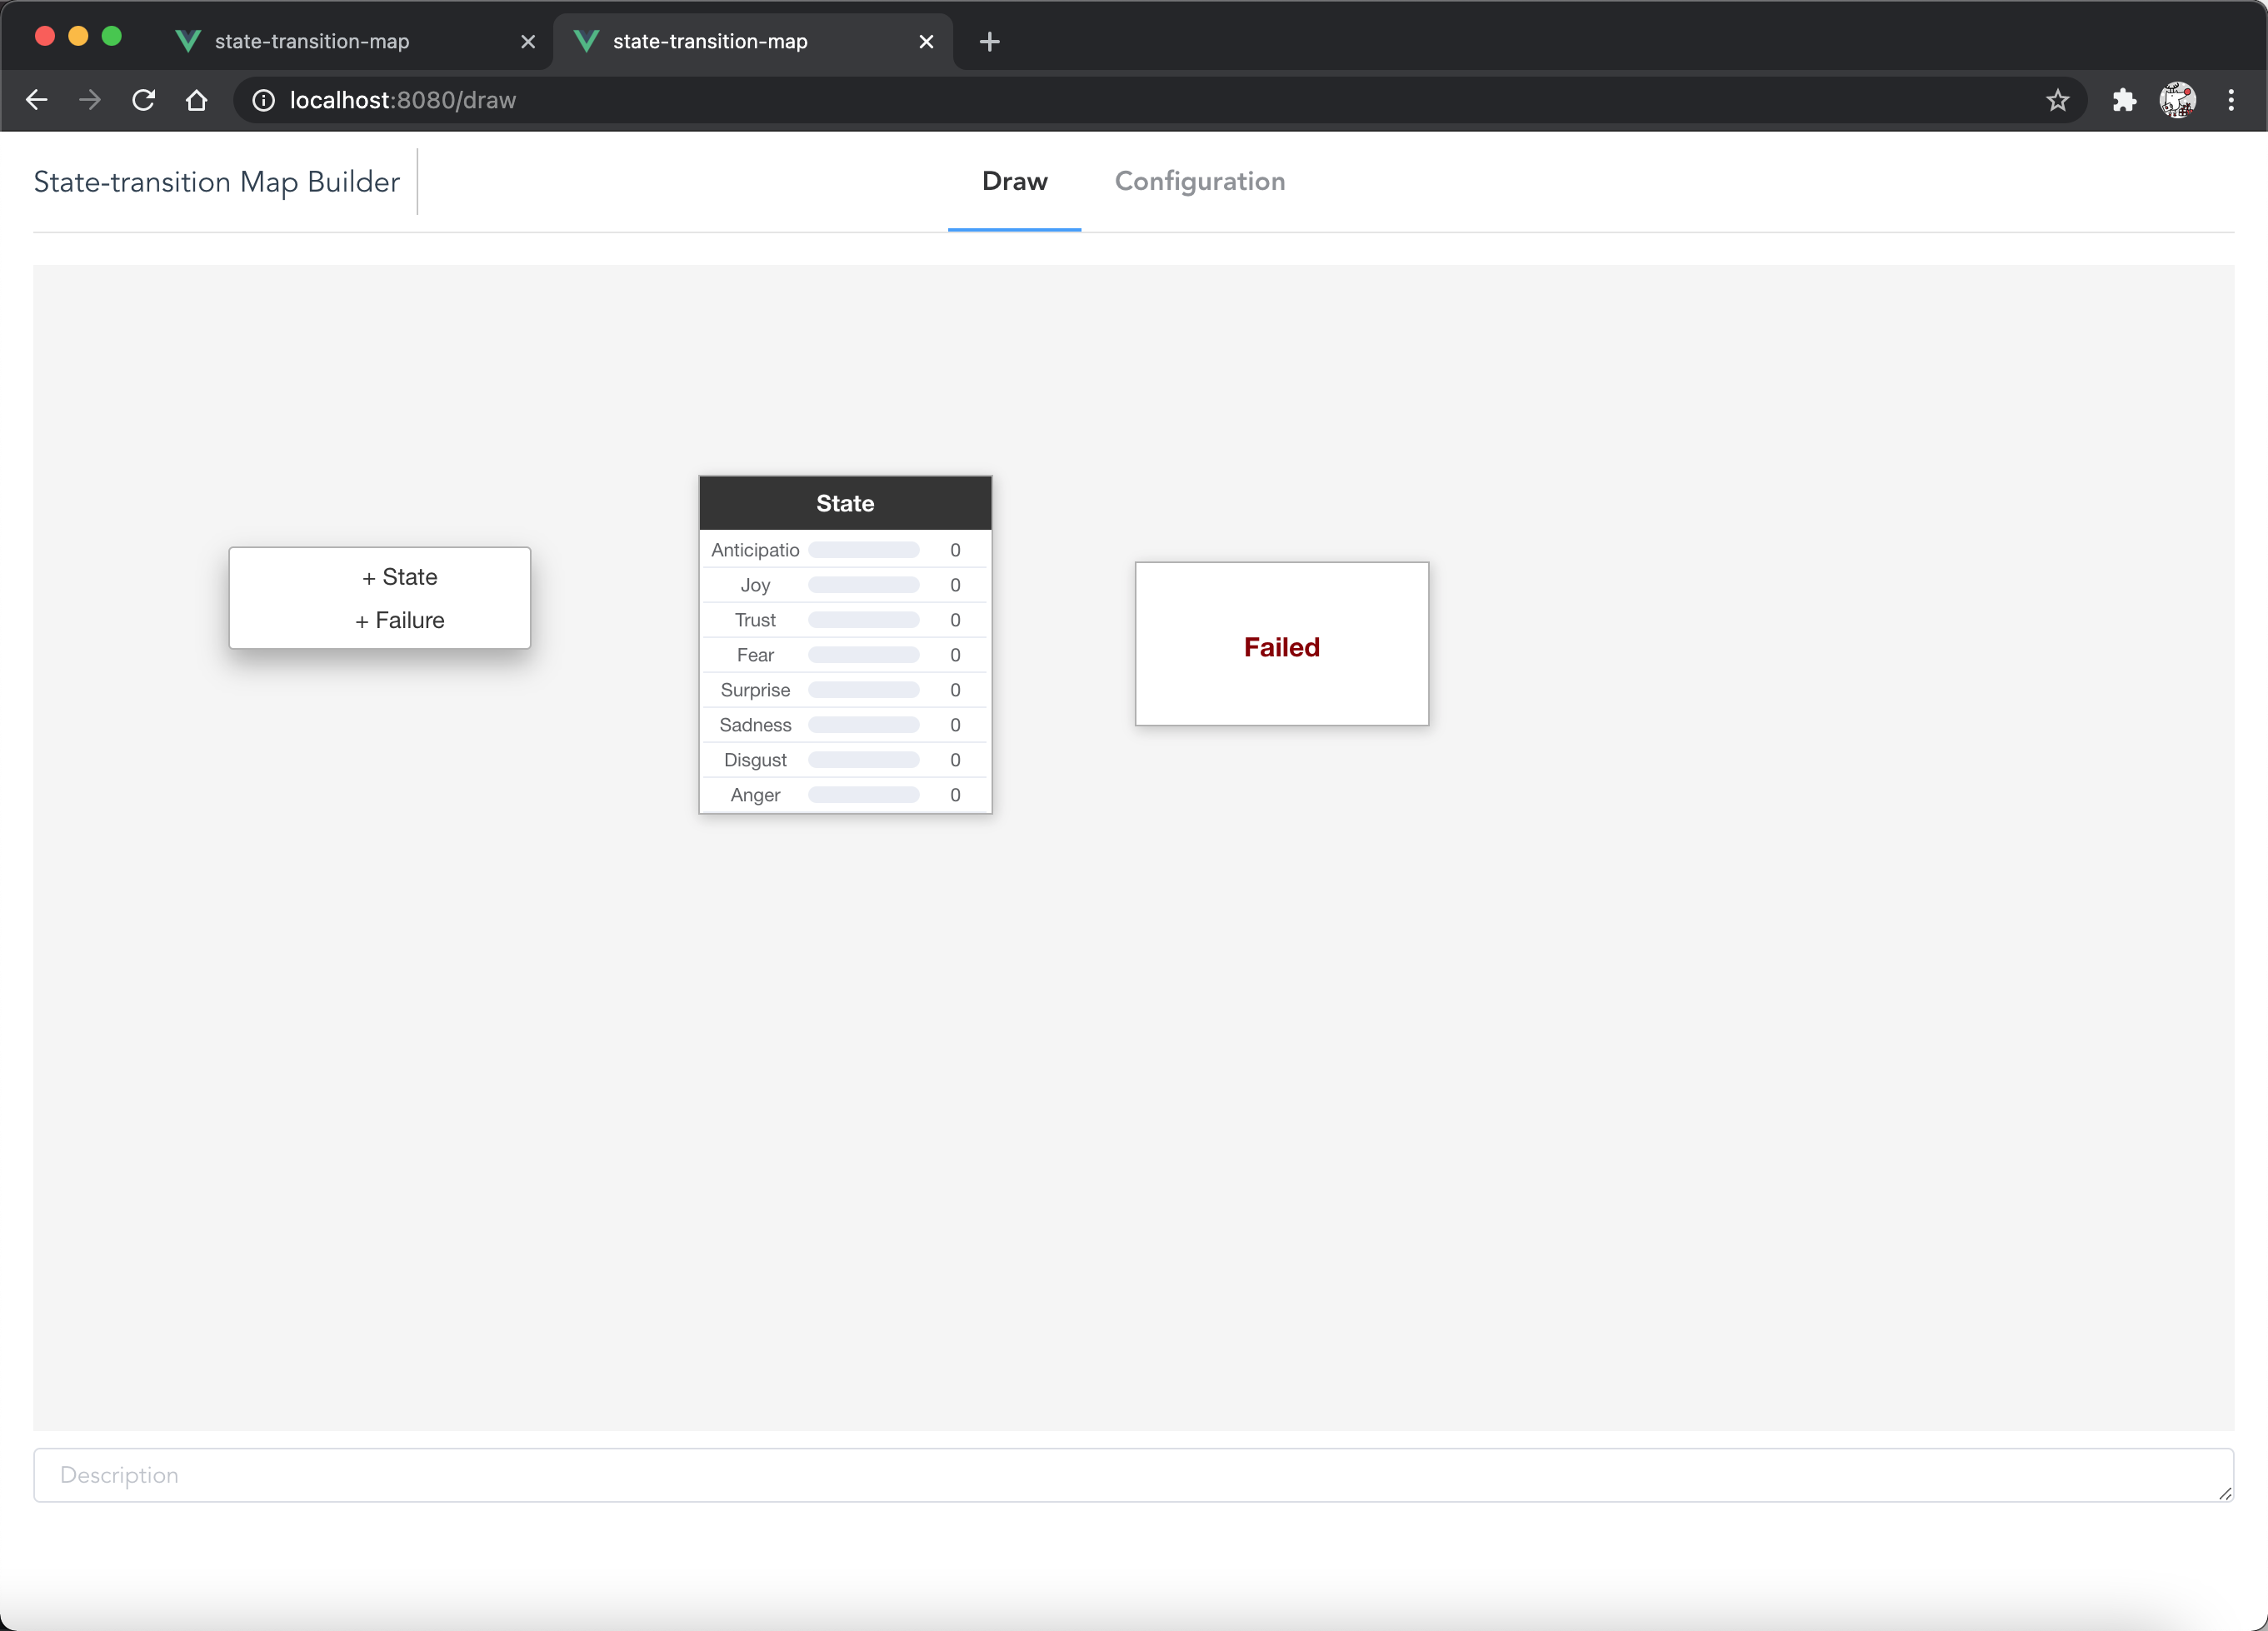 state-transition-map
state-transition-map
localhost:8080/draw
State-transition Map Builder
Draw
Configuration
+ State
+ Failure
State
Anticipatio 0
Joy 0
Trust 0
Fear 0
Surprise 0
Sadness 0
Disgust 0
Anger 0
Failed
Description